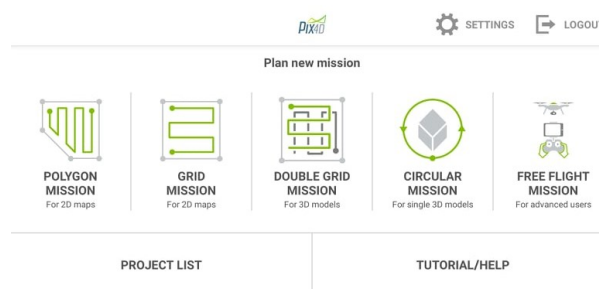 PIX4D
SETTINGS
LOGOU
Plan new mission
POLYGON
MISSION
For 2D maps
GRID
MISSION
For 2D maps
DOUBLE GRID
MISSION
For 3D models
CIRCULAR
MISSION
For single 3D models
FREE FLIGHT
MISSION
For advanced users
PROJECT LIST
TUTORIAL/HELP